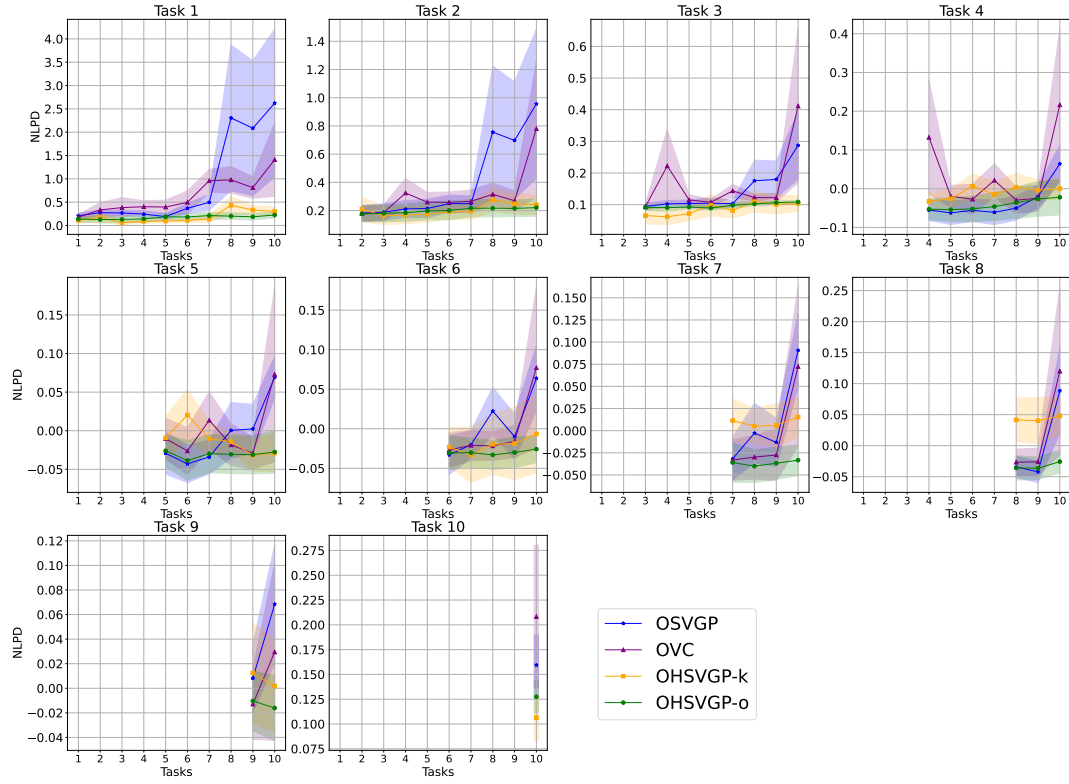 Task 1
Task 2
Task 3
Task 4
NLPD
4.0
3.5
3.0
2.5
2.0
1.5
1.0
0.5
0.0
1.4
1.2
1.0
0.8
0.6
0.4
0.2
0.6
0.5
0.4
0.3
0.2
0.1
0.4
0.3
0.2
0.1
0.0
−0.1
1 2 3 4 5 6 7 8 9 10
1 2 3 4 5 6 7 8 9 10
1 2 3 4 5 6 7 8 9 10
1 2 3 4 5 6 7 8 9 10
Tasks
Tasks
Tasks
Tasks
Task 5
Task 6
Task 7
Task 8
NLPD
0.15
0.10
0.05
0.00
−0.05
0.15
0.10
0.05
0.00
−0.05
0.150
0.125
0.100
0.075
0.050
0.025
0.000
−0.025
−0.050
0.25
0.20
0.15
0.10
0.05
0.00
−0.05
1 2 3 4 5 6 7 8 9 10
1 2 3 4 5 6 7 8 9 10
1 2 3 4 5 6 7 8 9 10
1 2 3 4 5 6 7 8 9 10
Tasks
Tasks
Tasks
Tasks
Task 9
Task 10
NLPD
0.12
0.10
0.08
0.06
0.04
0.02
0.00
−0.02
−0.04
0.275
0.250
0.225
0.200
0.175
0.150
0.125
0.100
0.075
1 2 3 4 5 6 7 8 9 10
1 2 3 4 5 6 7 8 9 10
Tasks
Tasks
OSVGP
OVC
OHSVGP-k
OHSVGP-o